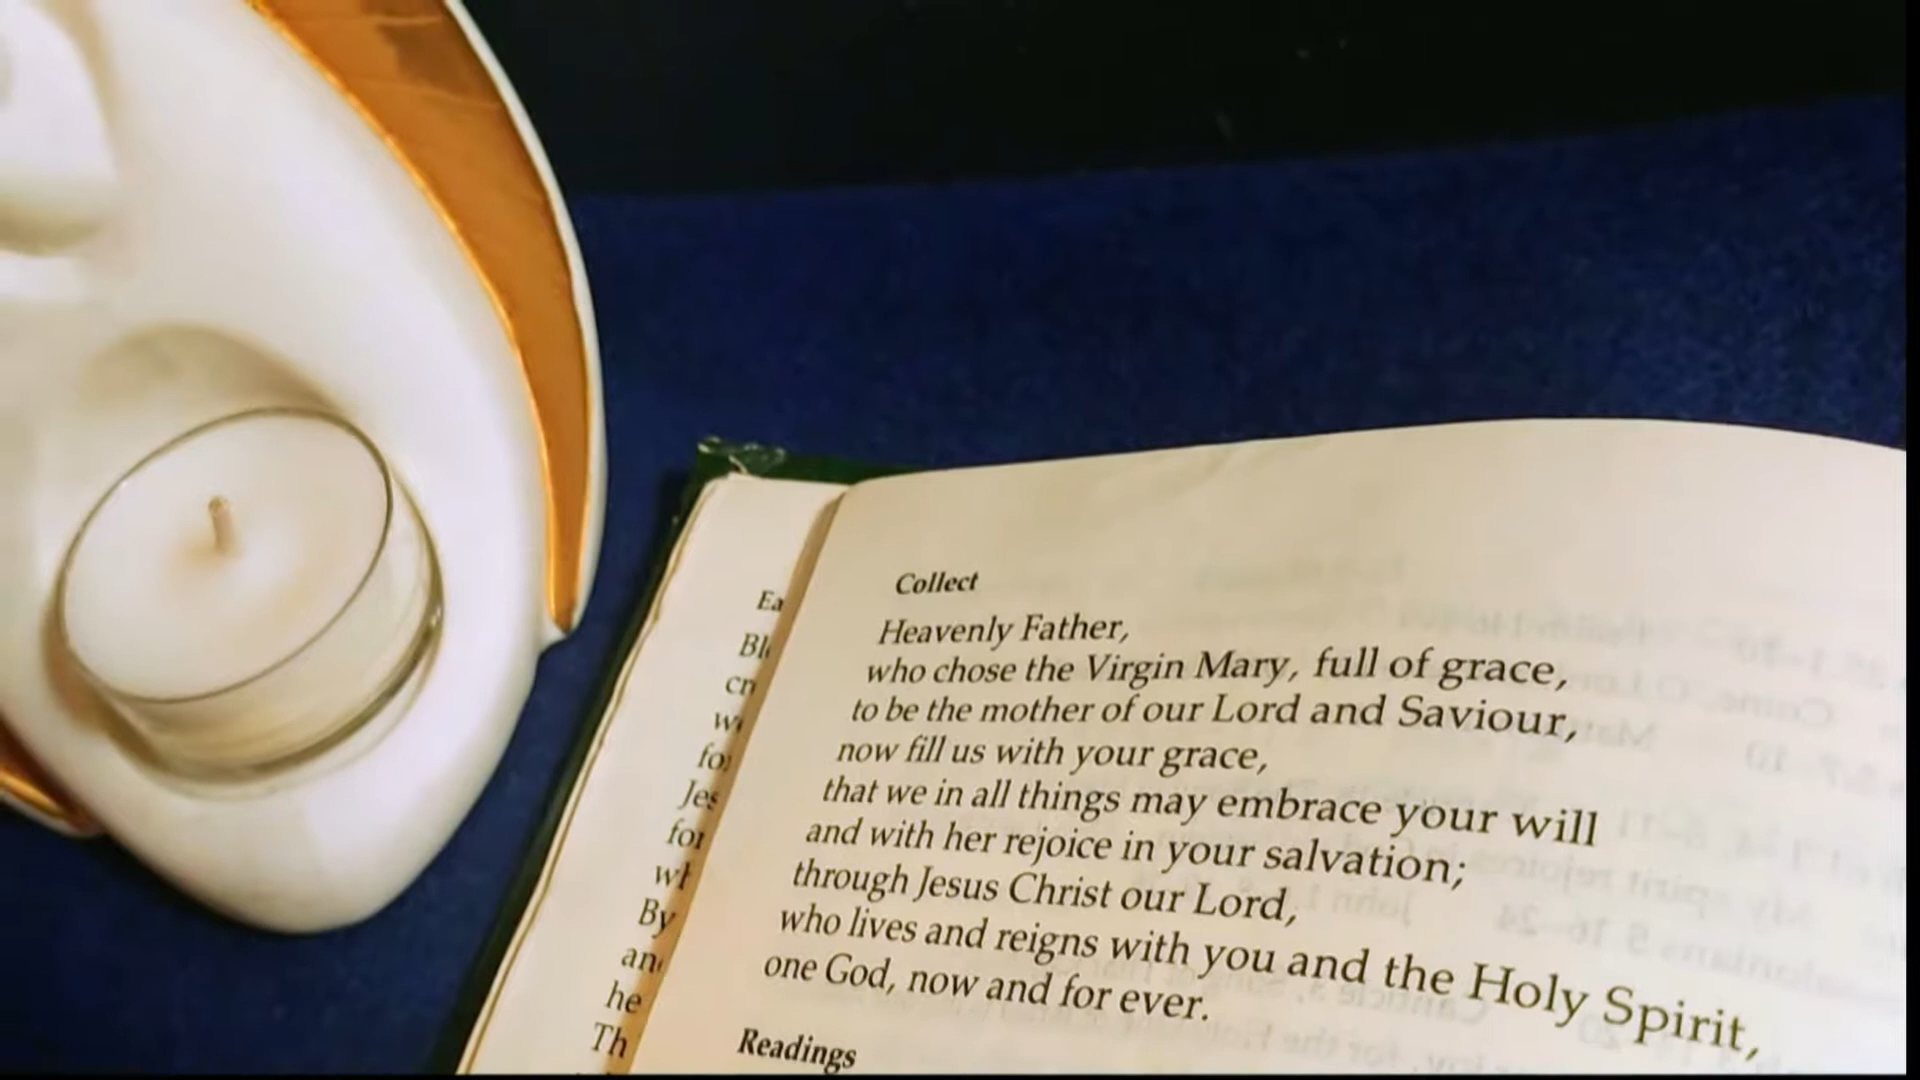 Collect
Heavenly Father,
who chose the Virgin Mary, full of grace,
to be the mother of our Lord and Saviour,
now fill us with your grace,
that we in all things may embrace your will
and with her rejoice in your salvation;
through Jesus Christ our Lord,
who lives and reigns with you and the Holy Spirit,
one God, now and for ever.
Readings